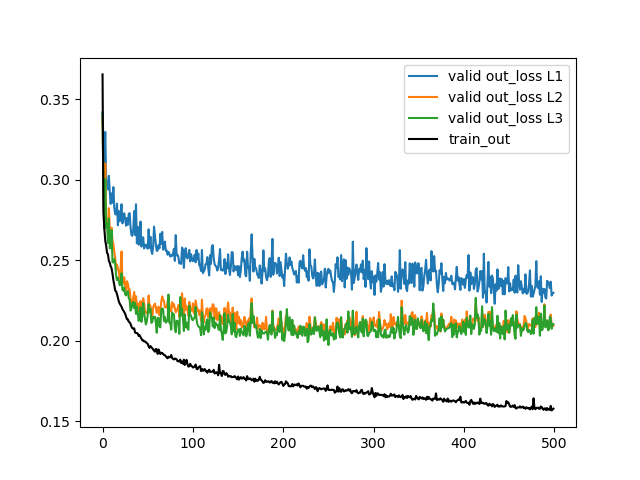 valid out_loss L1
valid out_loss L2
valid out_loss L3
train_out
0.35
0.30
0.25
0.20
0.15
0 100 200 300 400 500